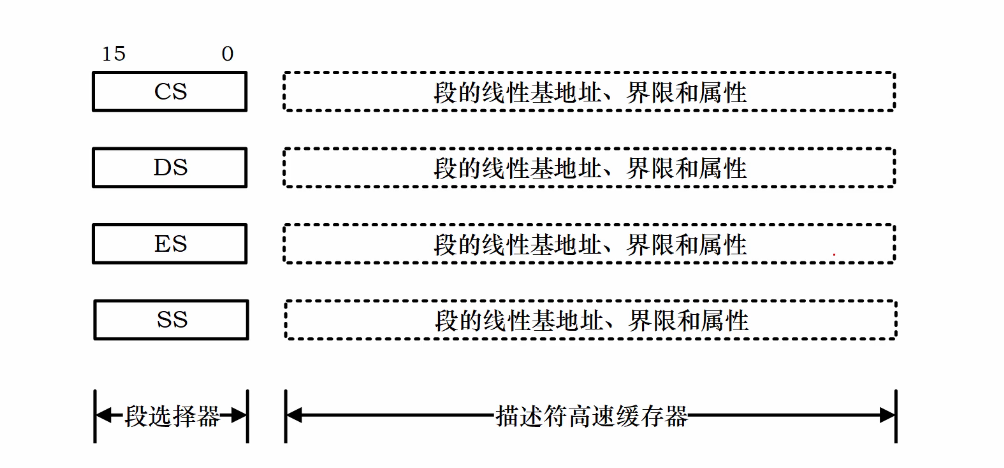 15 0
CS 段的线性基地址、界限和属性
DS 段的线性基地址、界限和属性
ES 段的线性基地址、界限和属性
SS 段的线性基地址、界限和属性
段选择器 描述符高速缓存器